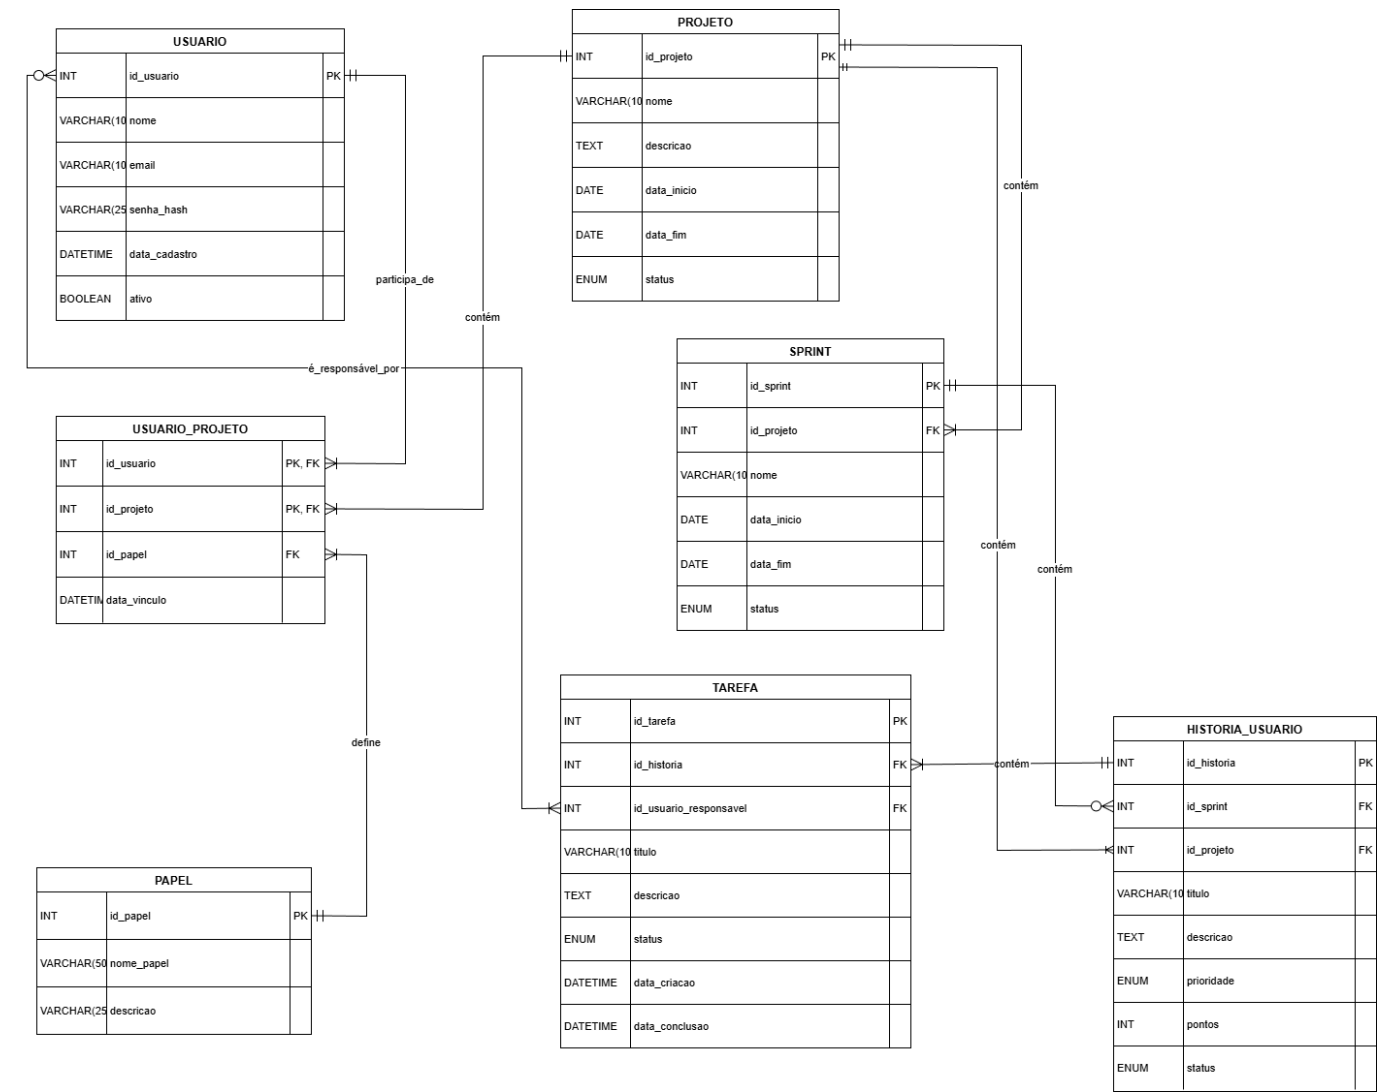 USUARIO
INT id_usuario PK
VARCHAR(10 nome
VARCHAR(10 email
VARCHAR(25 senha_hash
DATETIME data_cadastro
BOOLEAN ativo
PROJETO
INT id_projeto PK
VARCHAR(10 nome
TEXT descricao
DATE data_inicio
DATE data_fim
ENUM status
contém
participa_de
contém
é_responsável_por
SPRINT
INT id_sprint PK
INT id_projeto FK
VARCHAR(10 nome
DATE data_inicio
DATE data_fim
ENUM status
contém
contém
USUARIO_PROJETO
INT id_usuario PK, FK
INT id_projeto PK, FK
INT id_papel FK
DATETIM data_vinculo
define
TAREFA
INT id_tarefa PK
INT id_historia FK
INT id_usuario_responsavel FK
VARCHAR(10 titulo
TEXT descricao
ENUM status
DATETIME data_criacao
DATETIME data_conclusao
contém
HISTORIA_USUARIO
INT id_historia PK
INT id_sprint FK
INT id_projeto FK
VARCHAR(10 titulo
TEXT descricao
ENUM prioridade
INT pontos
ENUM status
PAPEL
INT id_papel PK
VARCHAR(50 nome_papel
VARCHAR(25 descricao